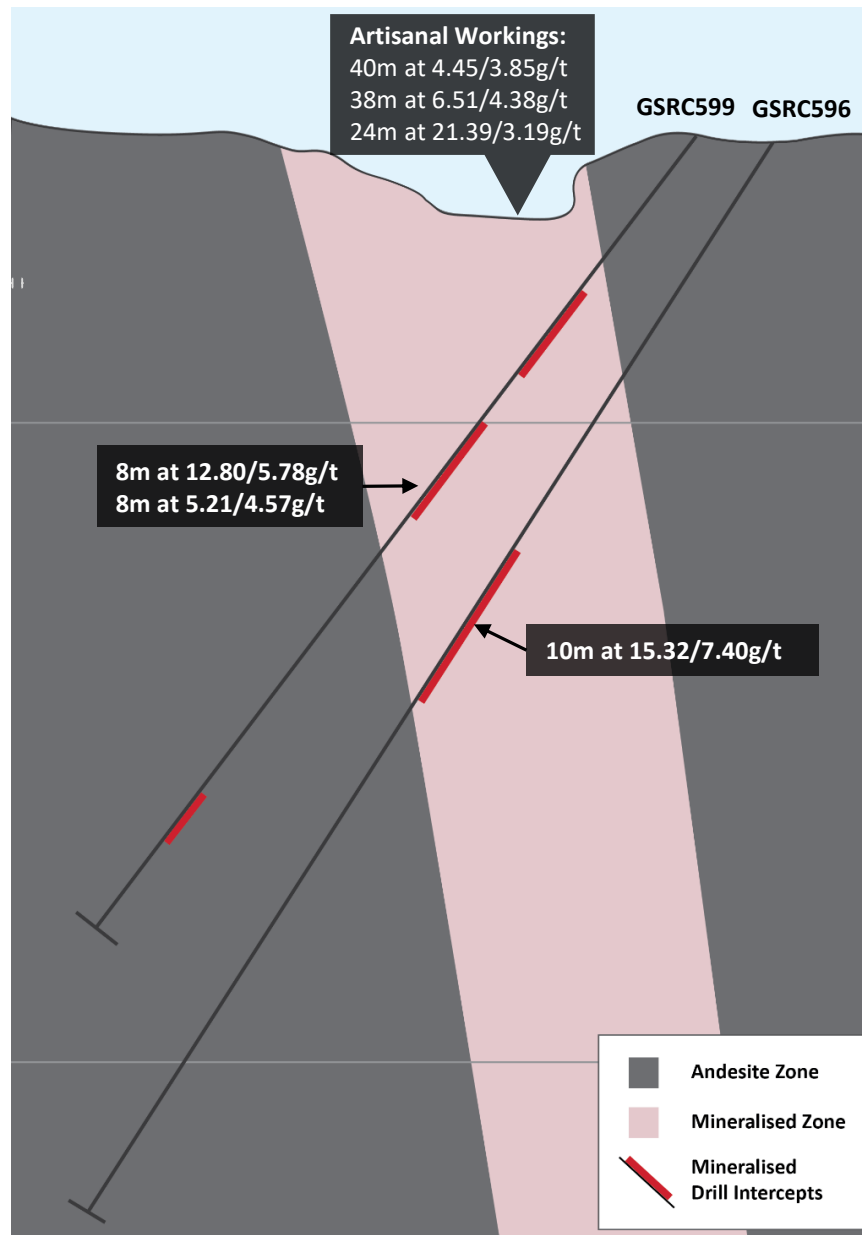 Artisanal Workings:
40m at 4.45/3.85g/t
38m at 6.51/4.38g/t
24m at 21.39/3.19g/t
GSRC599 GSRC596
8m at 12.80/5.78g/t
8m at 5.21/4.57g/t
10m at 15.32/7.40g/t
Andesite Zone
Mineralised Zone
Mineralised
Drill Intercepts